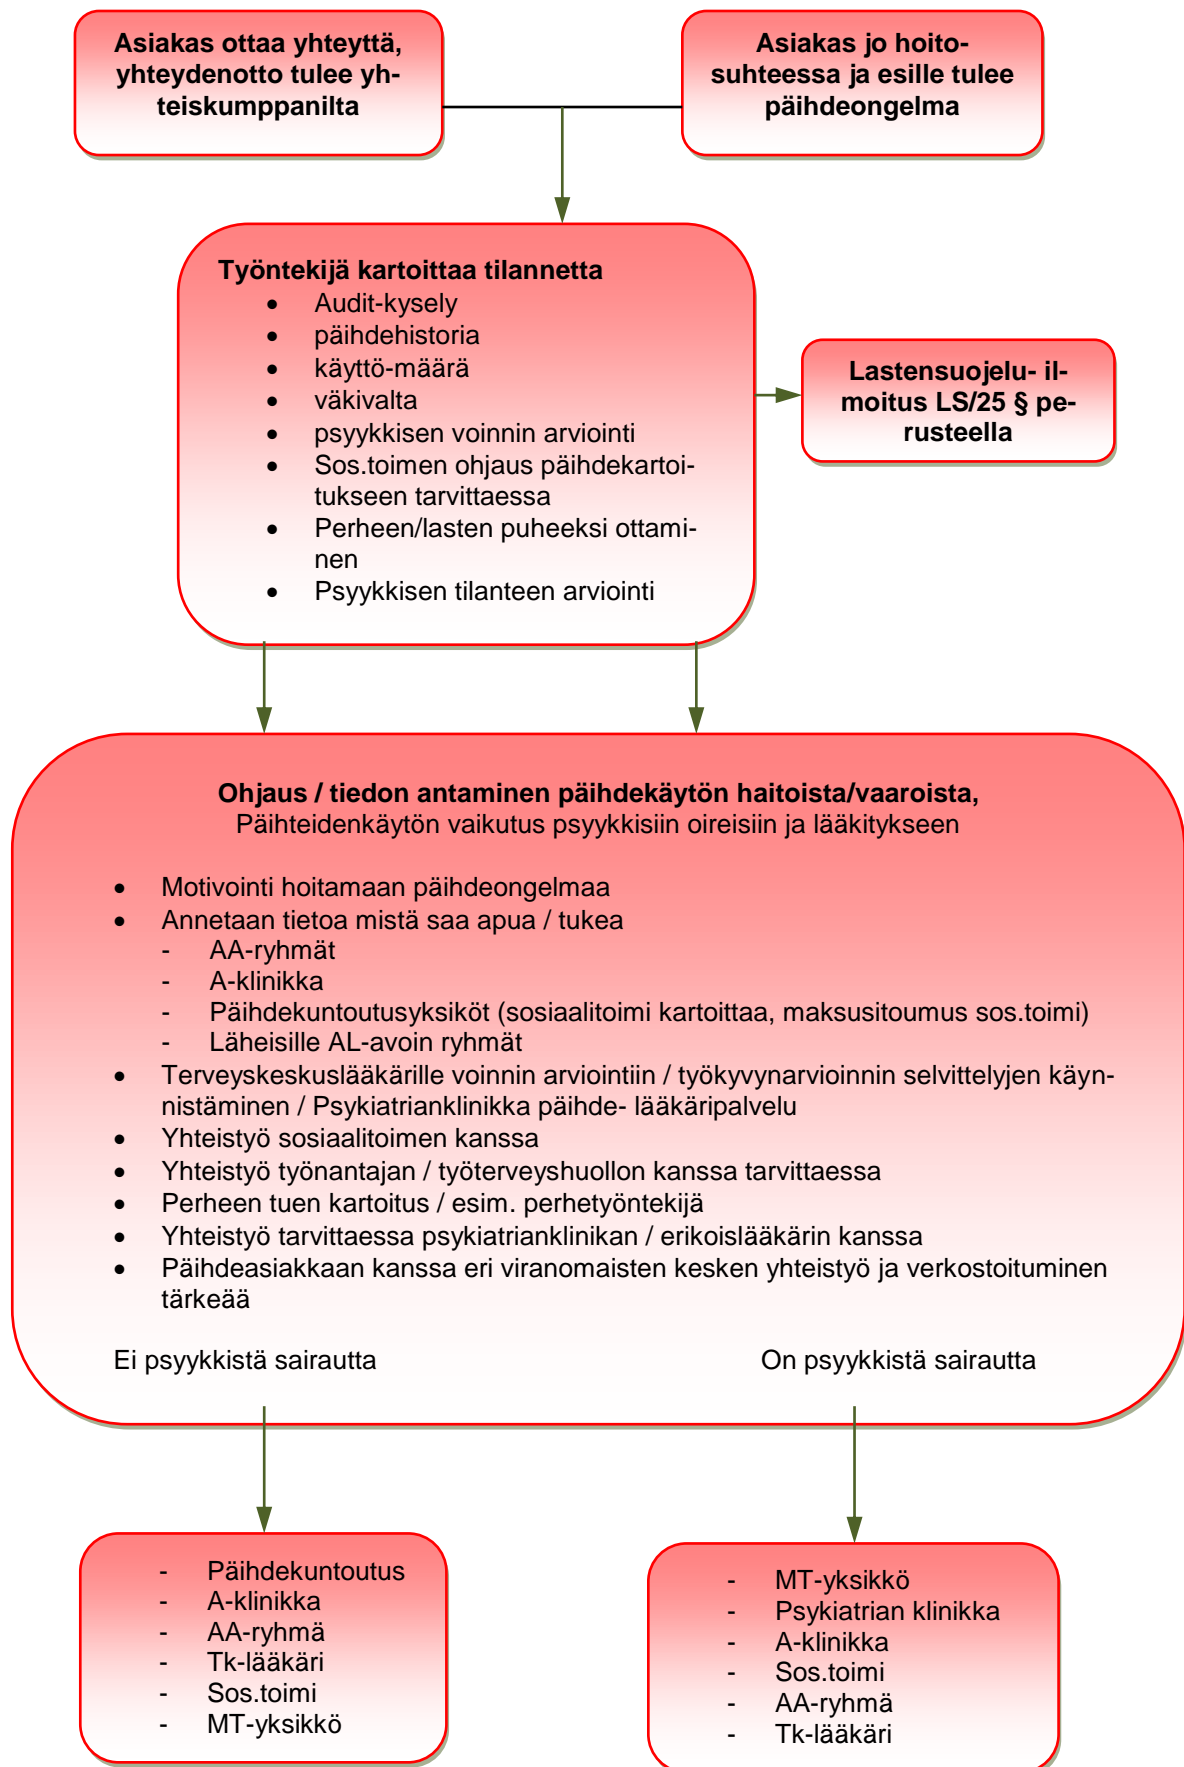 Asiakas ottaa yhteyttä,
yhteydenotto tulee yh-
teiskumppanilta
Asiakas jo hoito-
suhteessa ja esille tulee
päihdeongelma
Työntekijä kartoittaa tilannetta
• Audit-kysely
• päihdehistoria
• käyttö-määrä
• väkivalta
• psyykkisen voinnin arviointi
• Sos.toimen ohjaus päihdekartoi-
tukseen tarvittaessa
• Perheen/lasten puheeksi ottami-
nen
• Psyykkisen tilanteen arviointi
Lastensuojelu- il-
moitus LS/25 § pe-
rusteella
Ohjaus / tiedon antaminen päihdekäytön haitoista/vaaroista,
Päihteidenkäytön vaikutus psyykkisiin oireisiin ja lääkitykseen
• Motivointi hoitamaan päihdeongelmaa
• Annetaan tietoa mistä saa apua / tukea
- AA-ryhmät
- A-klinikka
- Päihdekuntoutusyksiköt (sosiaalitoimi kartoittaa, maksusitoumus sos.toimi)
- Läheisille AL-avoin ryhmät
• Terveyskeskuslääkärille voinnin arviointiin / työkyvynarvioinnin selvittelyjen käyn-
nistäminen / Psykiatrianklinikka päihde- lääkäripalvelu
• Yhteistyö sosiaalitoimen kanssa
• Yhteistyö työnantajan / työterveyshuollon kanssa tarvittaessa
• Perheen tuen kartoitus / esim. perhetyöntekijä
• Yhteistyö tarvittaessa psykiatrianklinikan / erikoislääkärin kanssa
• Päihdeasiakkaan kanssa eri viranomaisten kesken yhteistyö ja verkostoituminen
tärkeää
Ei psyykkistä sairautta
On psyykkistä sairautta
- Päihdekuntoutus
- A-klinikka
- AA-ryhmä
- Tk-lääkäri
- Sos.toimi
- MT-yksikkö
- MT-yksikkö
- Psykiatrian klinikka
- A-klinikka
- Sos.toimi
- AA-ryhmä
- Tk-lääkäri